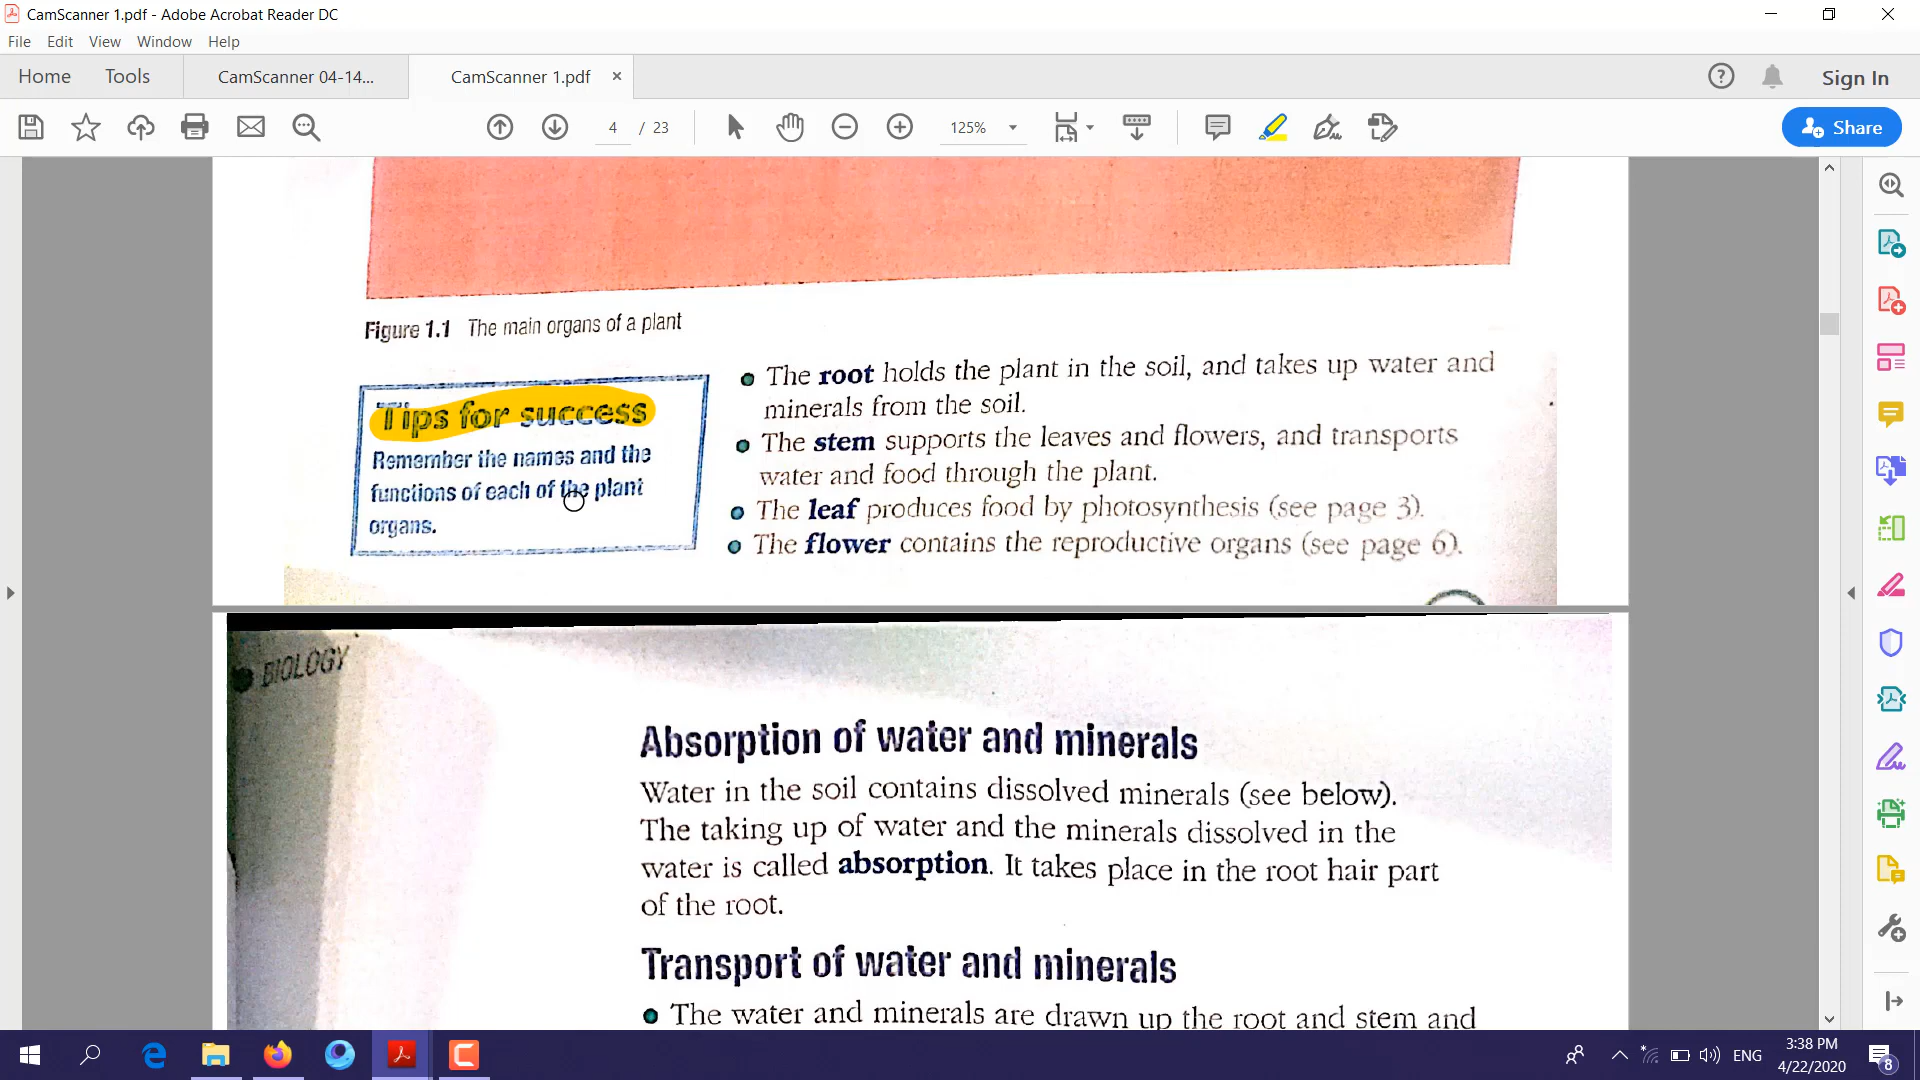 CamScanner 1.pdf - Adobe Acrobat Reader DC
File Edit View Window Help
Home Tools CamScanner 04-14... CamScanner 1.pdf × Sign In
4 / 23 125% Share
Figure 1.1 The main organs of a plant
Tips for success
Remember the names and the
functions of each of the plant
organs.
The root holds the plant in the soil, and takes up water and
minerals from the soil.
The stem supports the leaves and flowers, and transports
water and food through the plant.
The leaf produces food by photosynthesis (see page 3).
The flower contains the reproductive organs (see page 6).
BIOLOGY
Absorption of water and minerals
Water in the soil contains dissolved minerals (see below).
The taking up of water and the minerals dissolved in the
water is called absorption. It takes place in the root hair part
of the root.
Transport of water and minerals
The water and minerals are drawn up the root and stem and
ENG 3:38 PM
4/22/2020 8